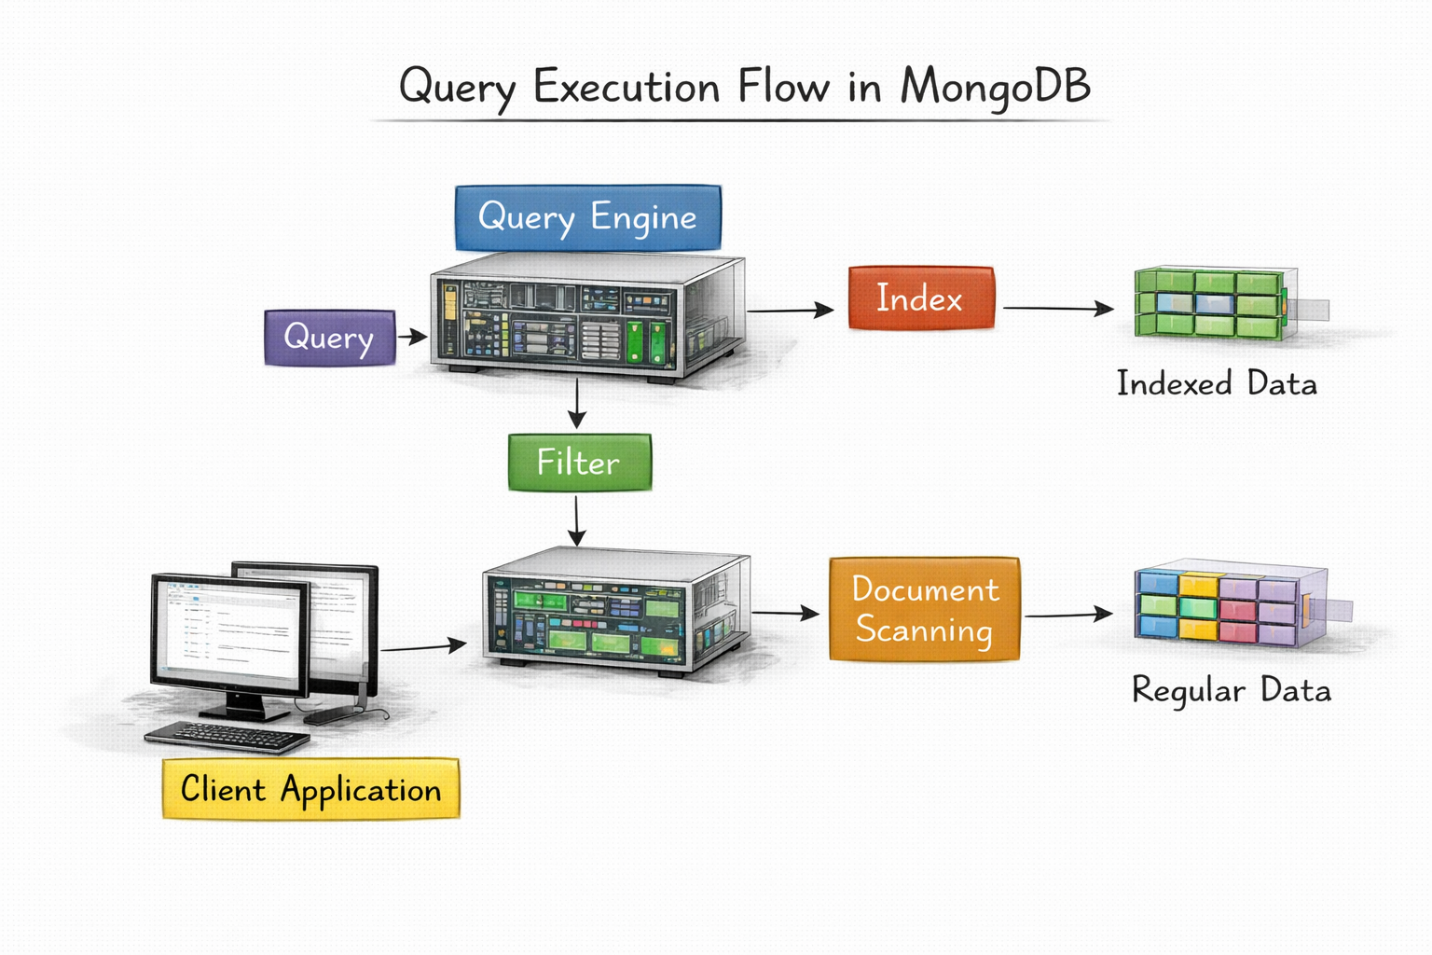 Query Execution Flow in MongoDB
Query Engine
Query
Index
Indexed Data
Filter
Document
Scanning
Regular Data
Client Application